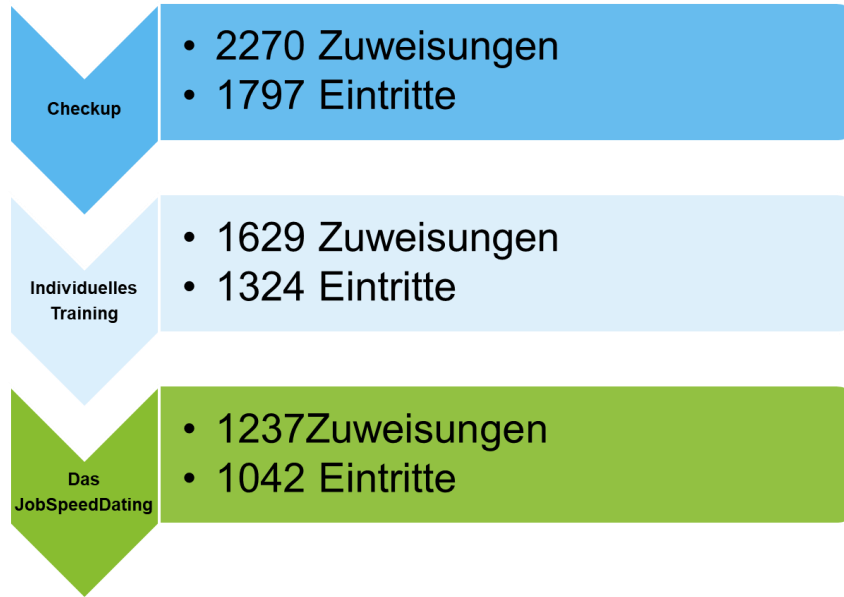 Checkup
• 2270 Zuweisungen
• 1797 Eintritte
Individuelles
Training
• 1629 Zuweisungen
• 1324 Eintritte
Das
JobSpeedDating
• 1237Zuweisungen
• 1042 Eintritte